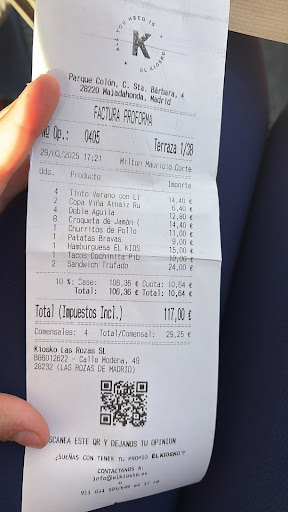 ALL YOU NEED IS
K
EL KIOSKO
Parque Colón, C. Sta. Bárbara, 4
28220 Majadahonda, Madrid
FACTURA PROFORMA
Nº Op.: 0405 Terraza 1/38
29/03/2025 17:21 Milton Mauricio Corte
Uds. Producto Importe
4 Tinto Verano con Li 14,40 €
2 Copa Viña Arnaiz Ru 6,40 €
4 Doble Aguila 12,80 €
8 Croqueta de Jamón ( 14,40 €
1 Churritos de Pollo 11,00 €
1 Patatas Bravas 9,00 €
1 Hamburguesa EL KIOS 15,00 €
1 Tacos Cochinita Pib
2 Sandwich Trufado 24,00 €
10 %: Base: 106,36 € Cuota: 10,64 €
Total: 106,36 € Total: 10,64 €
Total (Impuestos Incl.) 117,00 €
Comensales: 4 Total/Comensal: 29,25 €
Kiosko Las Rozas SL
B86012622 - Calle Modena, 49
28232 (LAS ROZAS DE MADRID)
ESCANEA ESTE QR Y DEJANOS TU OPINION
¿SUEÑAS CON TENER TU PROPIO EL KIOSKO?
CONTACTANOS A:
info@elkiosko.es
o
911 034